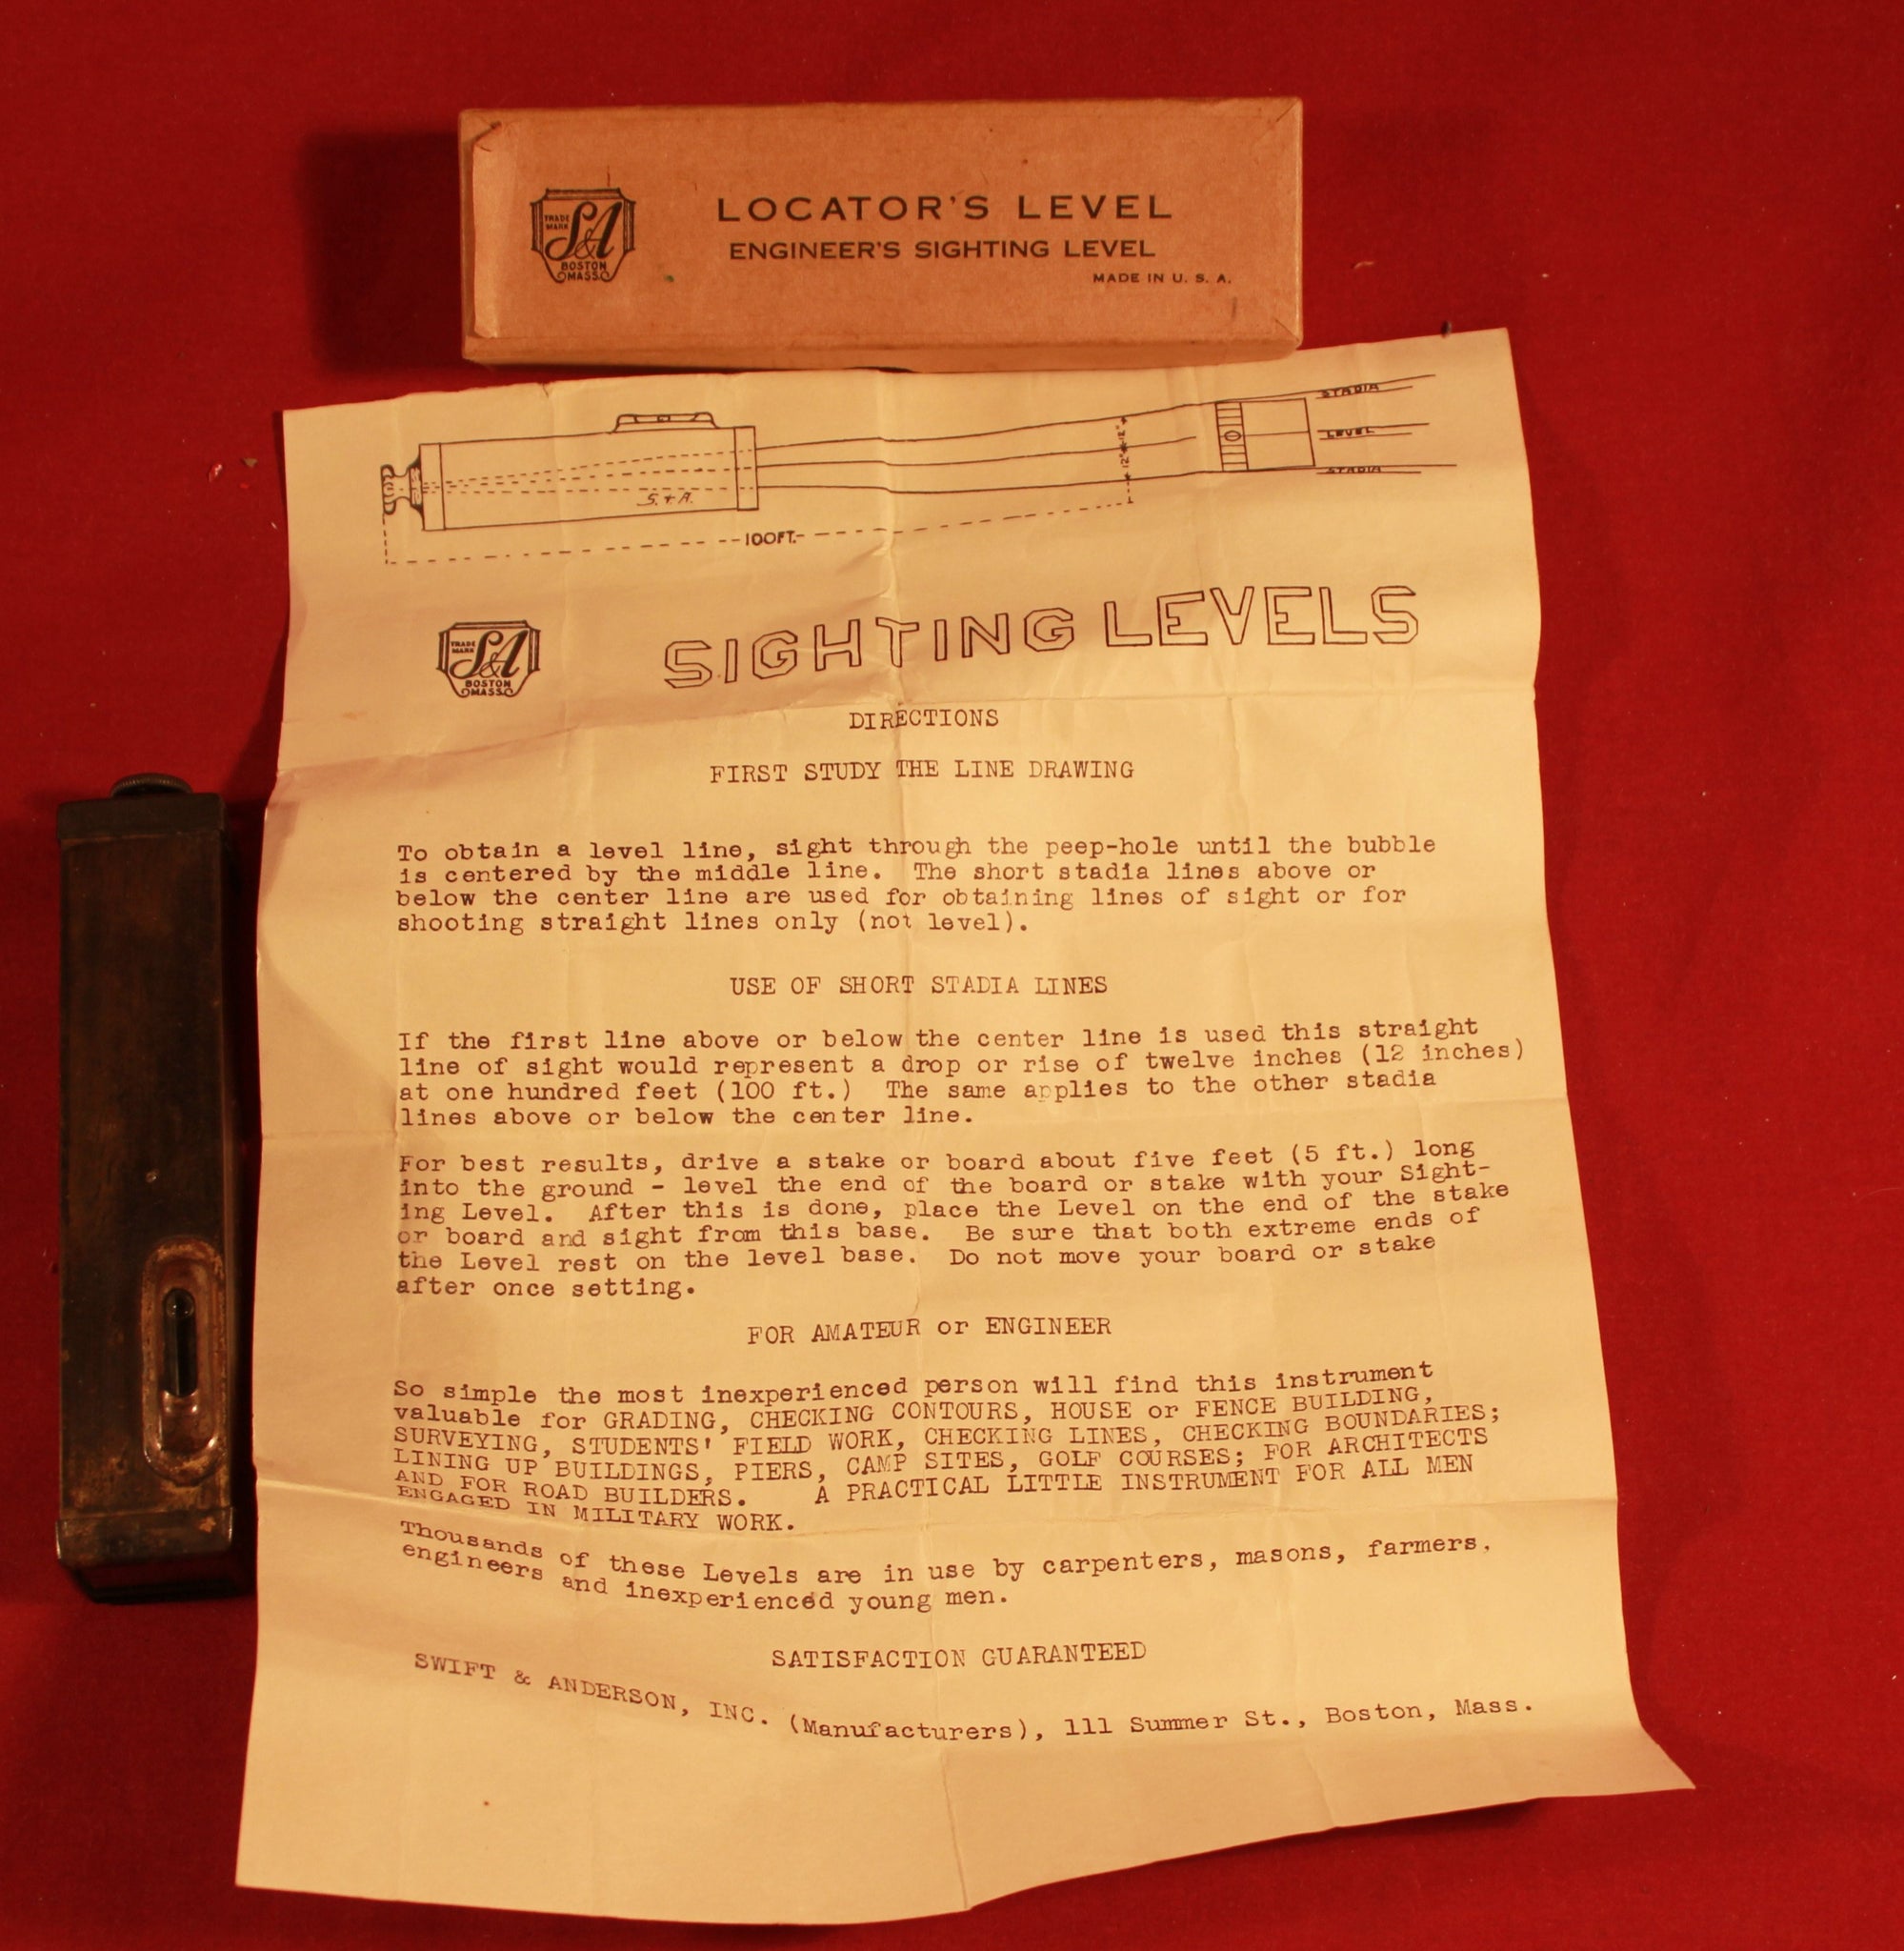 TRADE
MARK
S&A
BOSTON
MASS.
LOCATOR'S LEVEL
ENGINEER'S SIGHTING LEVEL
MADE IN U. S. A.
STADIA
LEVEL
STADIA
12"
12"
S. + A.
100FT.
TRADE
MARK
S&A
BOSTON
MASS.
SIGHTING LEVELS
DIRECTIONS
FIRST STUDY THE LINE DRAWING
To obtain a level line, sight through the peep-hole until the bubble
is centered by the middle line. The short stadia lines above or
below the center line are used for obtaining lines of sight or for
shooting straight lines only (not level).
USE OF SHORT STADIA LINES
If the first line above or below the center line is used this straight
line of sight would represent a drop or rise of twelve inches (12 inches)
at one hundred feet (100 ft.) The same applies to the other stadia
lines above or below the center line.
For best results, drive a stake or board about five feet (5 ft.) long
into the ground - level the end of the board or stake with your Sight-
ing Level. After this is done, place the Level on the end of the stake
or board and sight from this base. Be sure that both extreme ends of
the Level rest on the level base. Do not move your board or stake
after once setting.
FOR AMATEUR or ENGINEER
So simple the most inexperienced person will find this instrument
valuable for GRADING, CHECKING CONTOURS, HOUSE or FENCE BUILDING,
SURVEYING, STUDENTS' FIELD WORK, CHECKING LINES, CHECKING BOUNDARIES;
LINING UP BUILDINGS, PIERS, CAMP SITES, GOLF COURSES; FOR ARCHITECTS
AND FOR ROAD BUILDERS. A PRACTICAL LITTLE INSTRUMENT FOR ALL MEN
ENGAGED IN MILITARY WORK.
Thousands of these Levels are in use by carpenters, masons, farmers,
engineers and inexperienced young men.
SATISFACTION GUARANTEED
SWIFT & ANDERSON, INC. (Manufacturers), 111 Summer St., Boston, Mass.